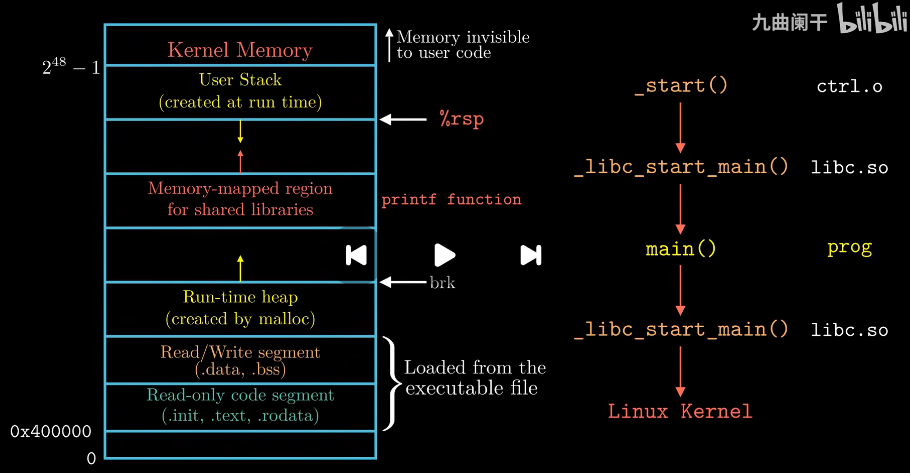 九曲阑干 bilibili
Kernel Memory
Memory invisible
to user code
2^48 − 1
User Stack
(created at run time)
%rsp
Memory-mapped region
for shared libraries
printf function
brk
Run-time heap
(created by malloc)
Read/Write segment
(.data, .bss)
Read-only code segment
(.init, .text, .rodata)
Loaded from the
executable file
0x400000
0
_start() ctrl.o
_libc_start_main() libc.so
main() prog
_libc_start_main() libc.so
Linux Kernel